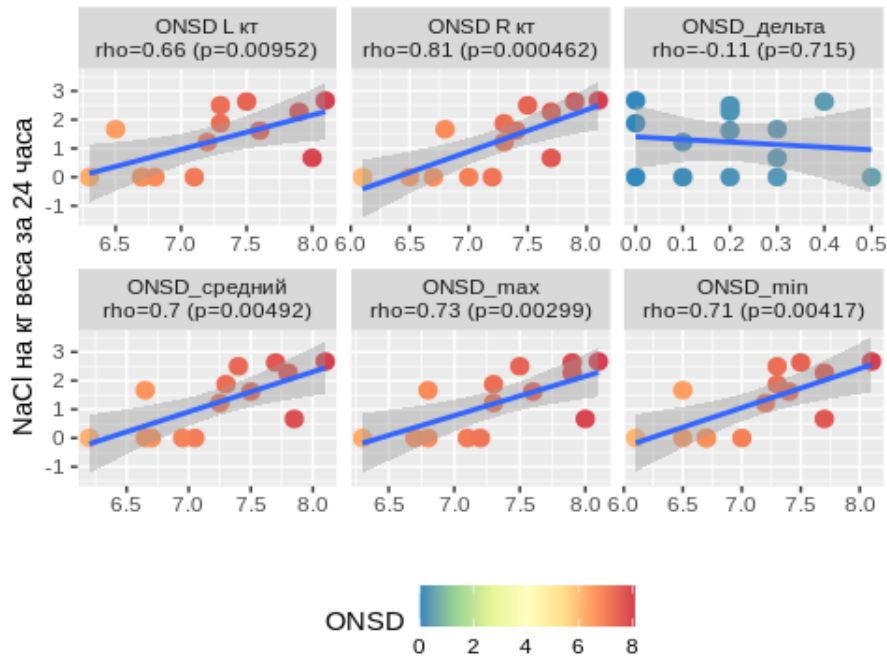 ONSD L кт
rho=0.66 (p=0.00952)
ONSD R кт
rho=0.81 (p=0.000462)
ONSD_дельта
rho=-0.11 (p=0.715)
NaCl на кг веса за 24 часа
3
2
1
0
-1
6.5 7.0 7.5 8.0
6.0 6.5 7.0 7.5 8.0
0.0 0.1 0.2 0.3 0.4 0.5
ONSD_средний
rho=0.7 (p=0.00492)
ONSD_max
rho=0.73 (p=0.00299)
ONSD_min
rho=0.71 (p=0.00417)
3
2
1
0
-1
6.5 7.0 7.5 8.0
6.5 7.0 7.5 8.0
6.0 6.5 7.0 7.5 8.0
ONSD
0 2 4 6 8